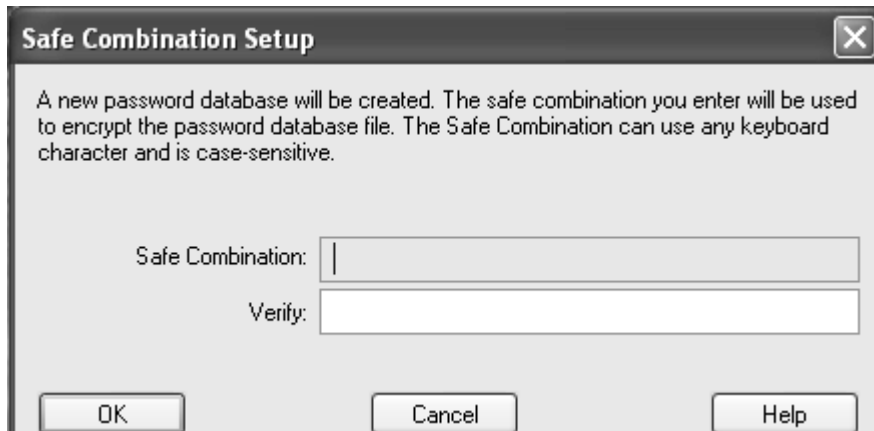 Safe Combination Setup
A new password database will be created. The safe combination you enter will be used
to encrypt the password database file. The Safe Combination can use any keyboard
character and is case-sensitive.
Safe Combination:
Verify:
OK Cancel Help